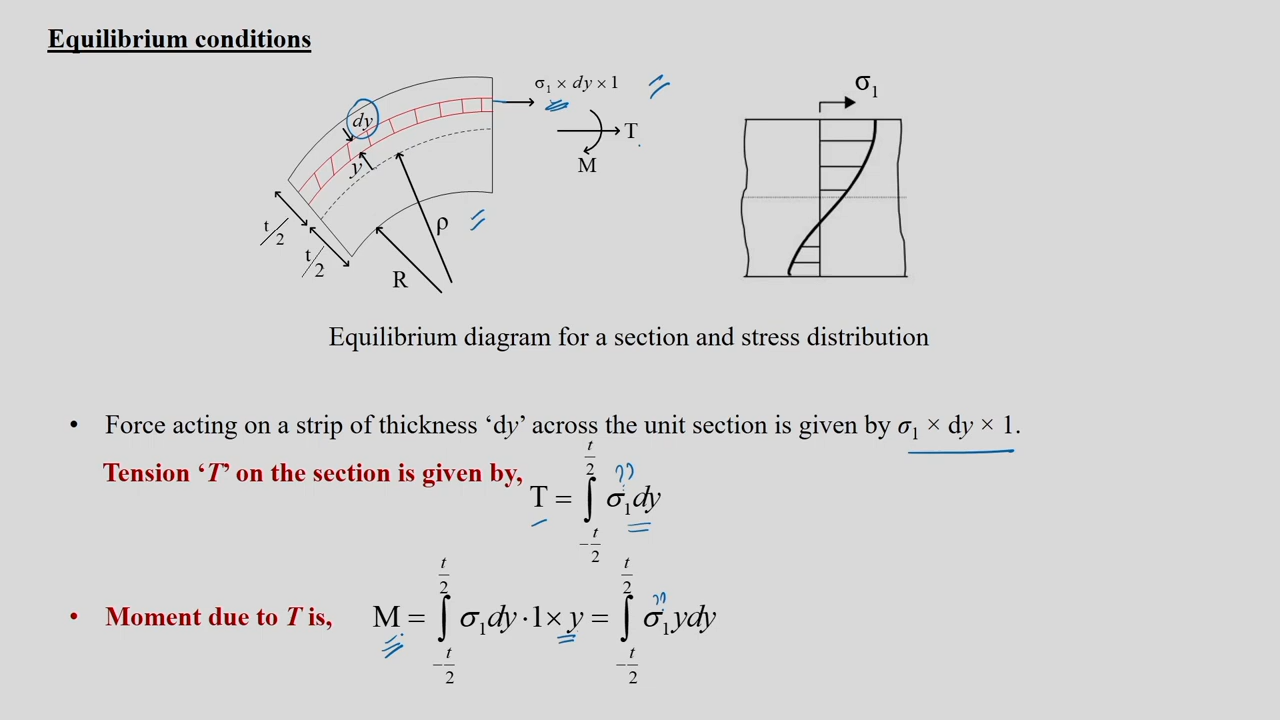 Equilibrium conditions
σ₁ × dy × 1
σ₁
dy
T
y
M
t/2
ρ
t/2
R
Equilibrium diagram for a section and stress distribution
• Force acting on a strip of thickness ‘dy’ across the unit section is given by σ₁ × dy × 1.
Tension ‘T’ on the section is given by, T = ∫_{-t/2}^{t/2} σ₁dy
??
• Moment due to T is, M = ∫_{-t/2}^{t/2} σ₁dy·1× y = ∫_{-t/2}^{t/2} σ₁ydy
??